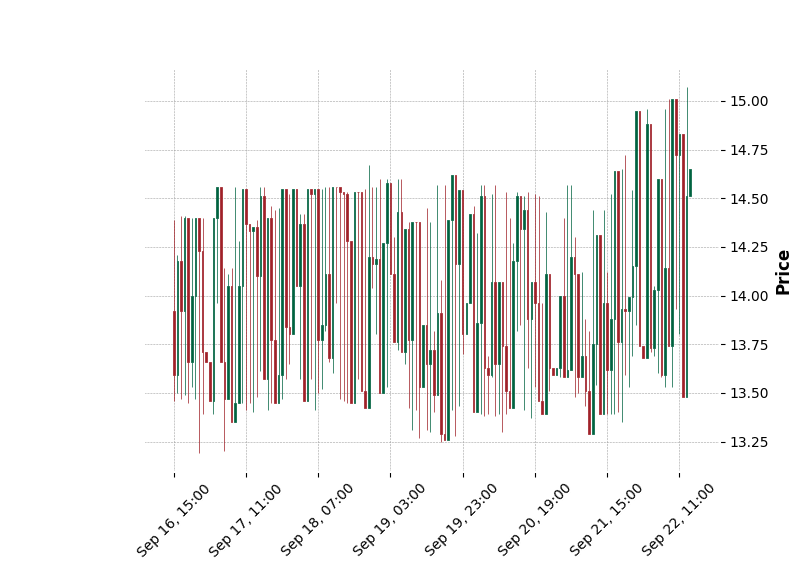 15.00
14.75
14.50
14.25
14.00
13.75
13.50
13.25
Price
Sep 16, 15:00
Sep 17, 11:00
Sep 18, 07:00
Sep 19, 03:00
Sep 19, 23:00
Sep 20, 19:00
Sep 21, 15:00
Sep 22, 11:00